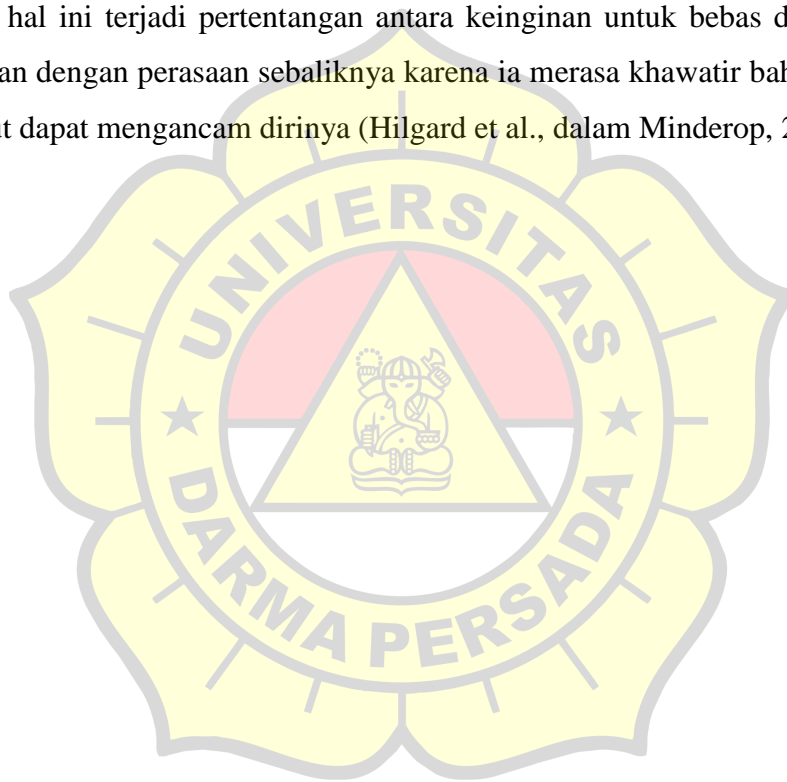 hal ini terjadi pertentangan antara keinginan untuk bebas d
an dengan perasaan sebaliknya karena ia merasa khawatir bah
ut dapat mengancam dirinya (Hilgard et al., dalam Minderop, 2
UNIVERSITAS
DARMA PERSADA